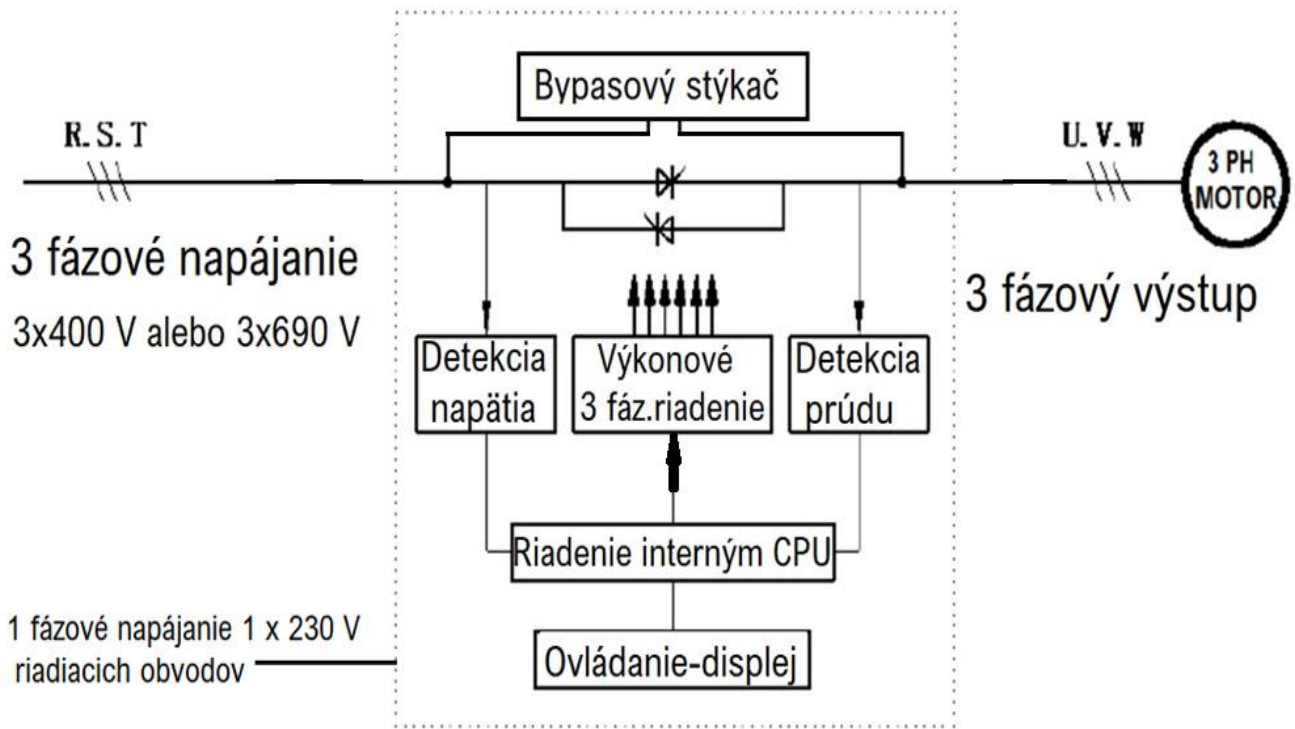 Bypasový stýkač
R.S.T
U.V.W
3 PH
MOTOR
3 fázové napájanie
3x400 V alebo 3x690 V
3 fázový výstup
Detekcia
napätia
Výkonové
3 fáz.riadenie
Detekcia
prúdu
Riadenie interným CPU
1 fázové napájanie 1 x 230 V
riadiacich obvodov
Ovládanie-displej